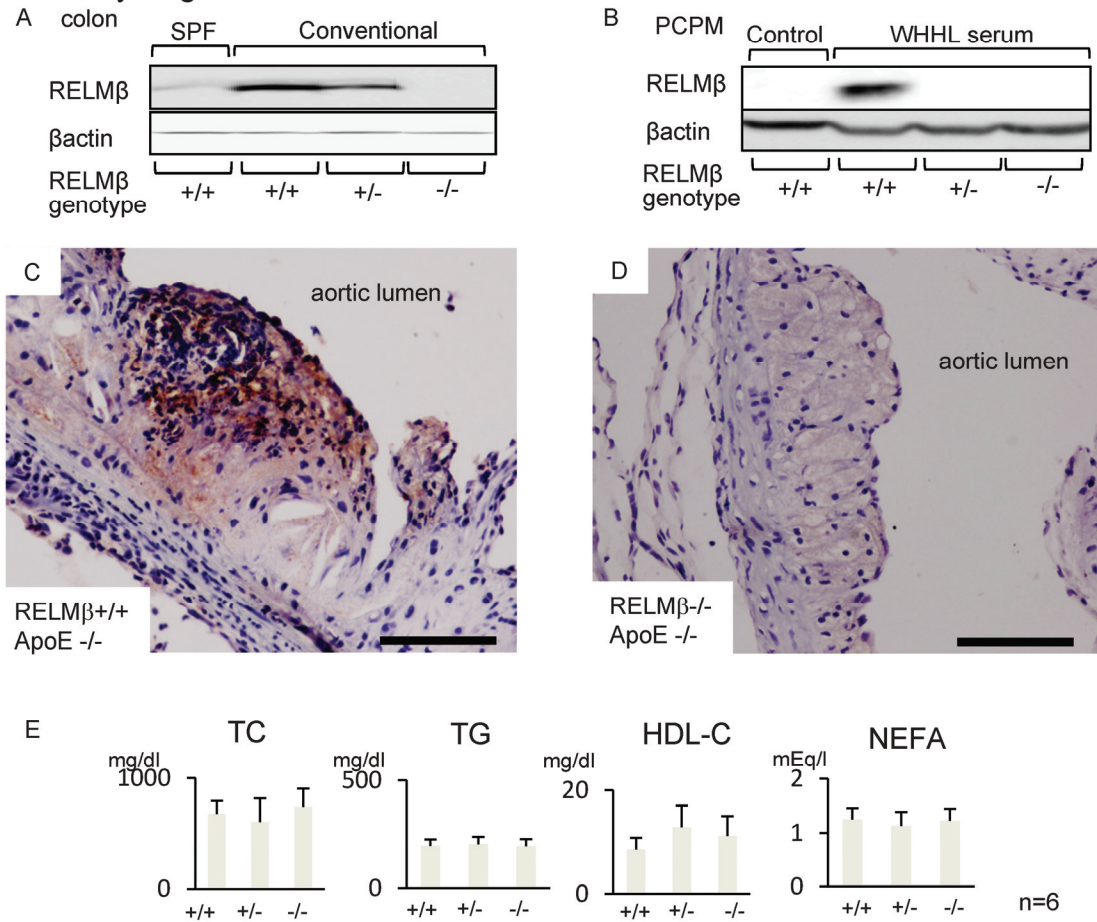 A
colon
SPF
Conventional
RELMβ
βactin
RELMβ
genotype
+/+
+/+
+/-
-/-
B
PCPM
Control
WHHL serum
RELMβ
βactin
RELMβ
genotype
+/+
+/+
+/-
-/-
C
aortic lumen
RELMβ+/+
ApoE -/-
D
aortic lumen
RELMβ-/-
ApoE -/-
E
TC
mg/dl
1000
0
+/+ +/- -/-
TG
mg/dl
500
0
+/+ +/- -/-
HDL-C
mg/dl
20
0
+/+ +/- -/-
NEFA
mEq/l
2
1
0
+/+ +/- -/-
n=6